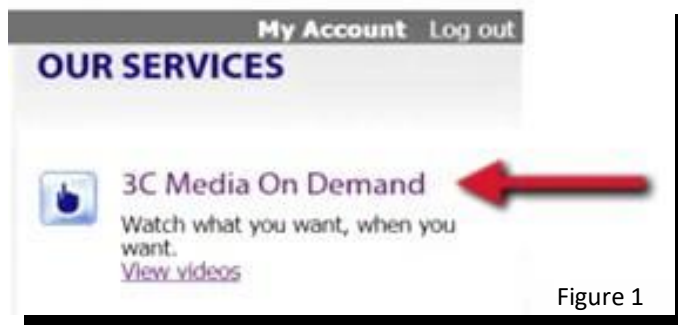 My Account Log out
OUR SERVICES
3C Media On Demand
Watch what you want, when you
want.
View videos
Figure 1